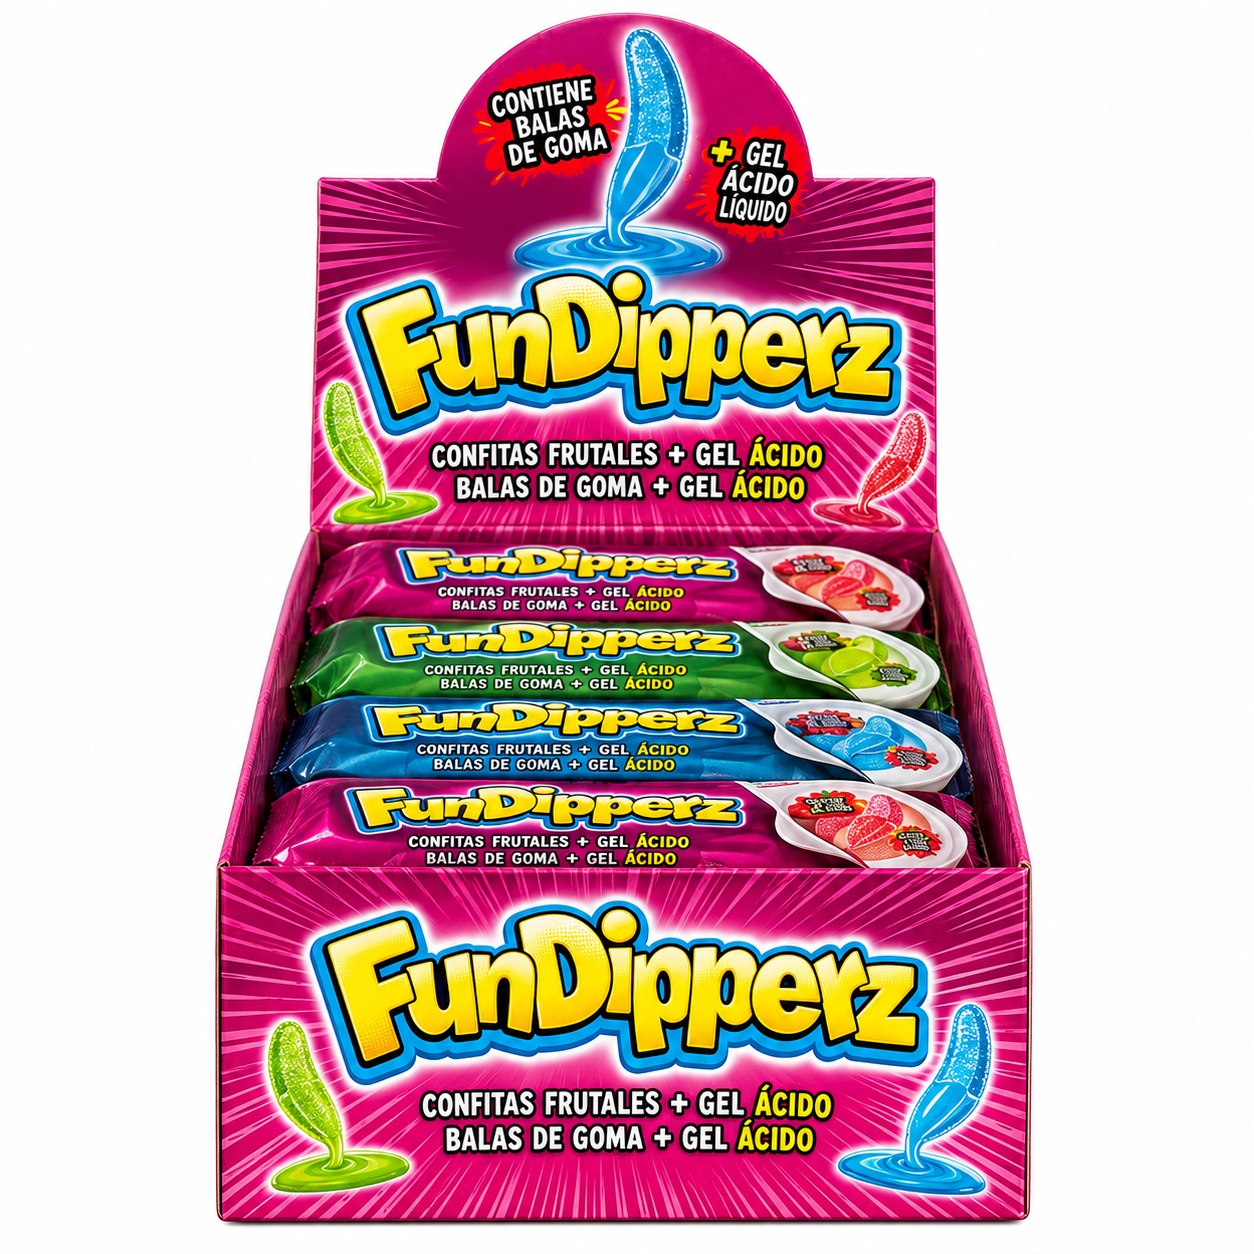 CONTIENE
BALAS
DE GOMA
+ GEL
ÁCIDO
LÍQUIDO
FunDipperz
CONFITAS FRUTALES + GEL ÁCIDO
BALAS DE GOMA + GEL ÁCIDO
FunDipperz
CONFITAS FRUTALES + GEL ÁCIDO
BALAS DE GOMA + GEL ÁCIDO
FunDipperz
CONFITAS FRUTALES + GEL ÁCIDO
BALAS DE GOMA + GEL ÁCIDO
FunDipperz
CONFITAS FRUTALES + GEL ÁCIDO
BALAS DE GOMA + GEL ÁCIDO
FunDipperz
CONFITAS FRUTALES + GEL ÁCIDO
BALAS DE GOMA + GEL ÁCIDO
FunDipperz
CONFITAS FRUTALES + GEL ÁCIDO
BALAS DE GOMA + GEL ÁCIDO